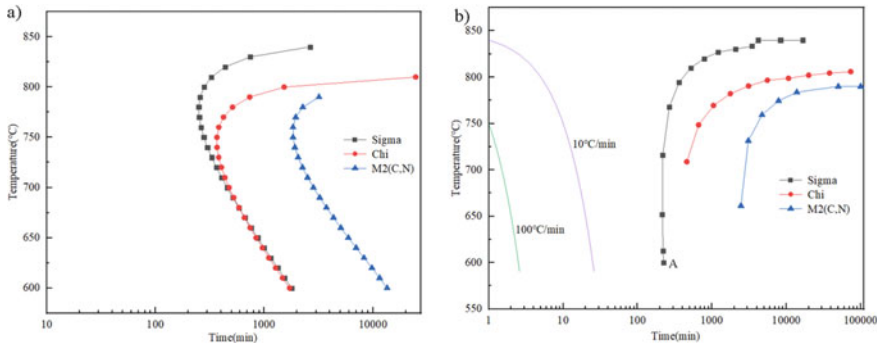 a)
850
800
750
700
650
600
Temperature(°C)
10
100
1000
10000
Time(min)
Sigma
Chi
M2(C,N)
b)
850
800
750
700
650
600
550
Temperature(°C)
1
10
100
1000
10000
100000
Time(min)
100°C/min
10°C/min
A
Sigma
Chi
M2(C,N)